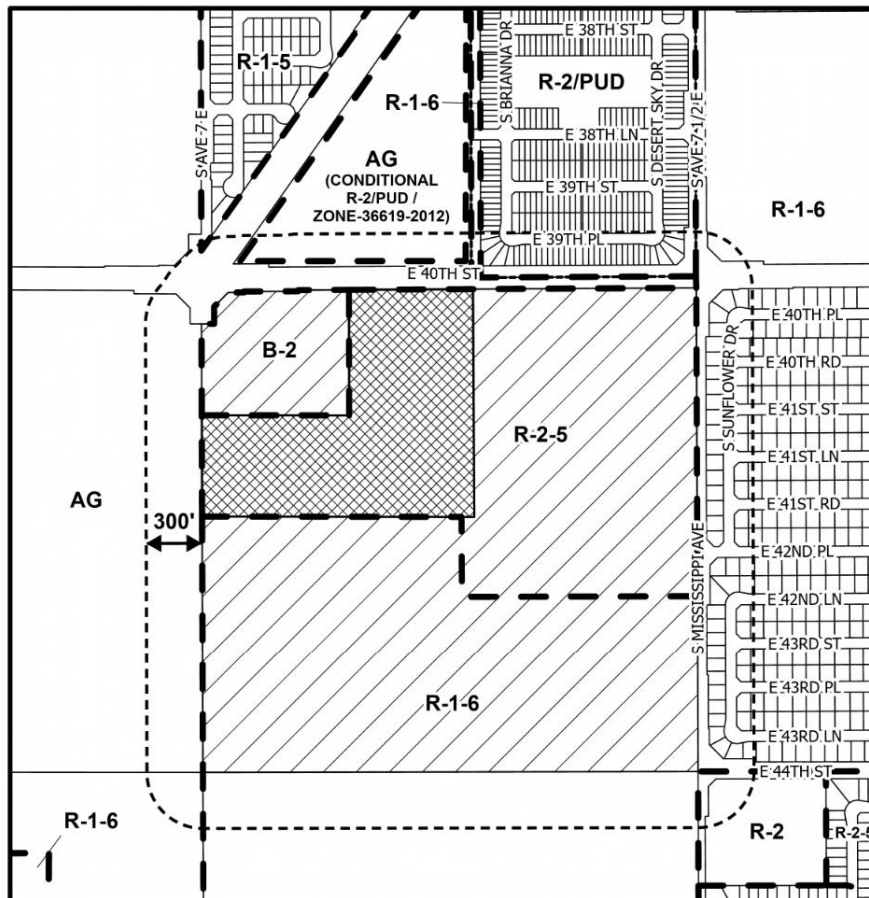 R-1-5
S AVE 7 E
R-1-6
AG
(CONDITIONAL
R-2/PUD /
ZONE-36619-2012)
S BRIANNA DR
E 38TH ST
R-2/PUD
S DESERT SKY DR
E 38TH LN
E 39TH ST
E 39TH PL
S AVE 7 1/2 E
R-1-6
E 40TH ST
B-2
R-2-5
AG
300'
R-1-6
S MISSISSIPPI AVE
S SUNFLOWER DR
E 40TH PL
E 40TH RD
E 41ST ST
E 41ST LN
E 41ST RD
E 42ND PL
E 42ND LN
E 43RD ST
E 43RD PL
E 43RD LN
E 44TH ST
R-1-6
R-2
R-2-5